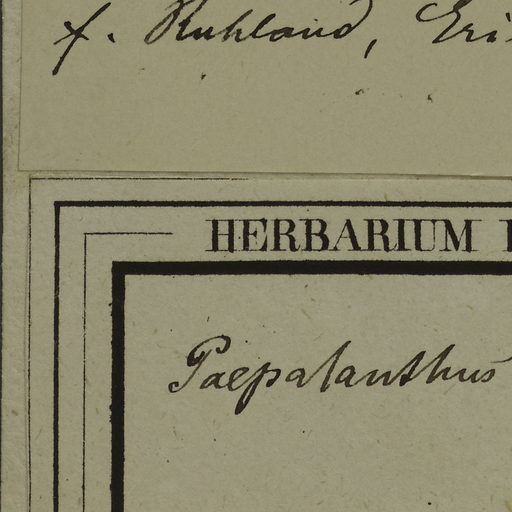 f. Ruhland, Eri
HERBARIUM
Paepalanthus